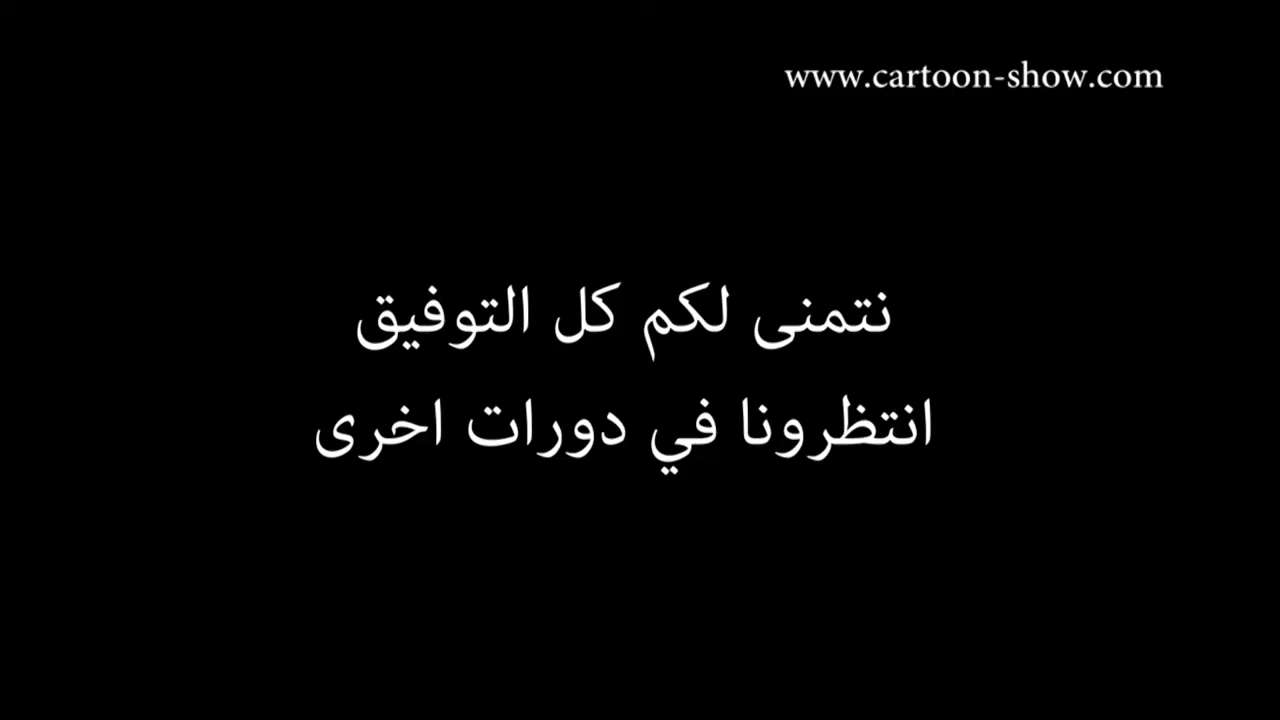 www.cartoon-show.com
نتمنى لكم كل التوفيق
انتظرونا في دورات اخرى